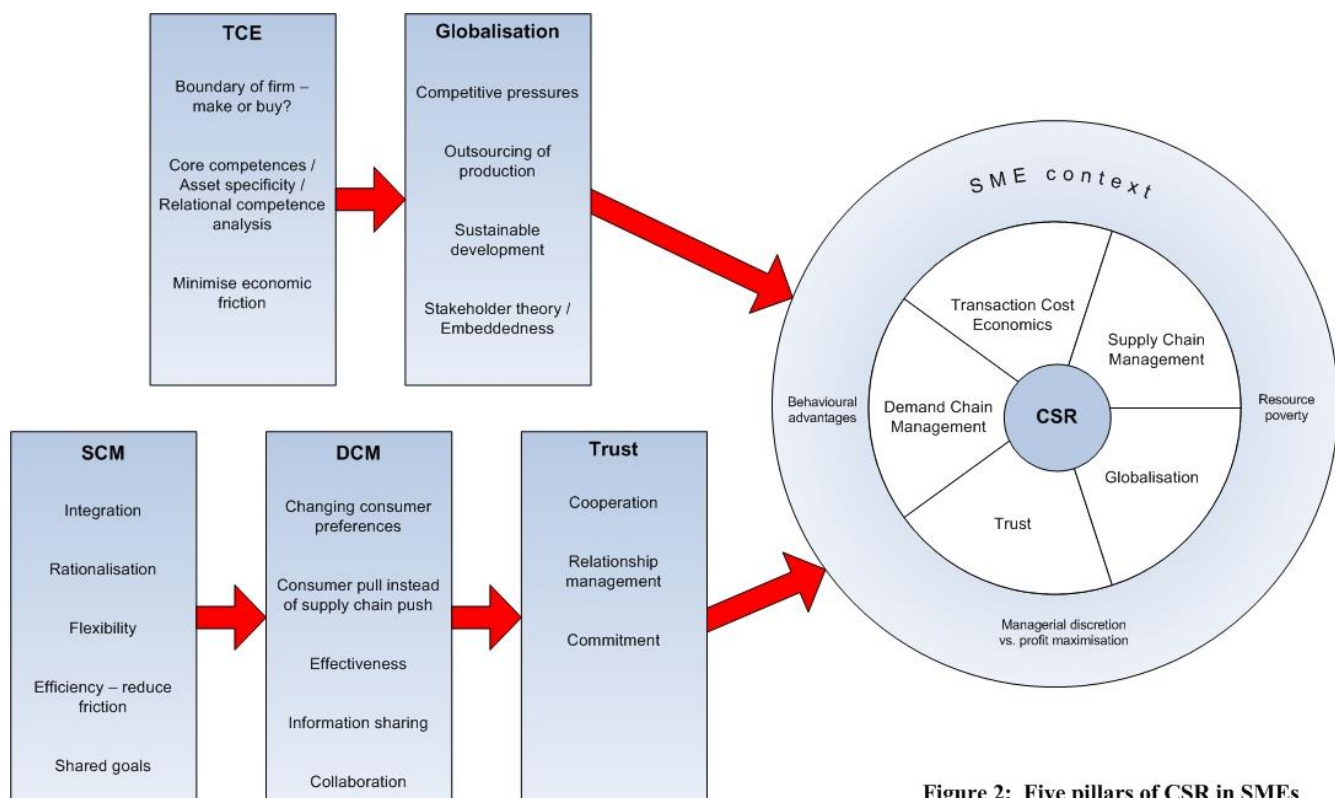 TCE
Boundary of firm –
make or buy?
Core competences /
Asset specificity /
Relational competence
analysis
Minimise economic
friction
Globalisation
Competitive pressures
Outsourcing of
production
Sustainable
development
Stakeholder theory /
Embeddedness
SCM
Integration
Rationalisation
Flexibility
Efficiency – reduce
friction
Shared goals
DCM
Changing consumer
preferences
Consumer pull instead
of supply chain push
Effectiveness
Information sharing
Collaboration
Trust
Cooperation
Relationship
management
Commitment
SME context
Transaction Cost
Economics
Supply Chain
Management
Behavioural
advantages
Demand Chain
Management
CSR
Resource
poverty
Globalisation
Trust
Managerial discretion
vs. profit maximisation
Figure 2: Five pillars of CSR in SMEs